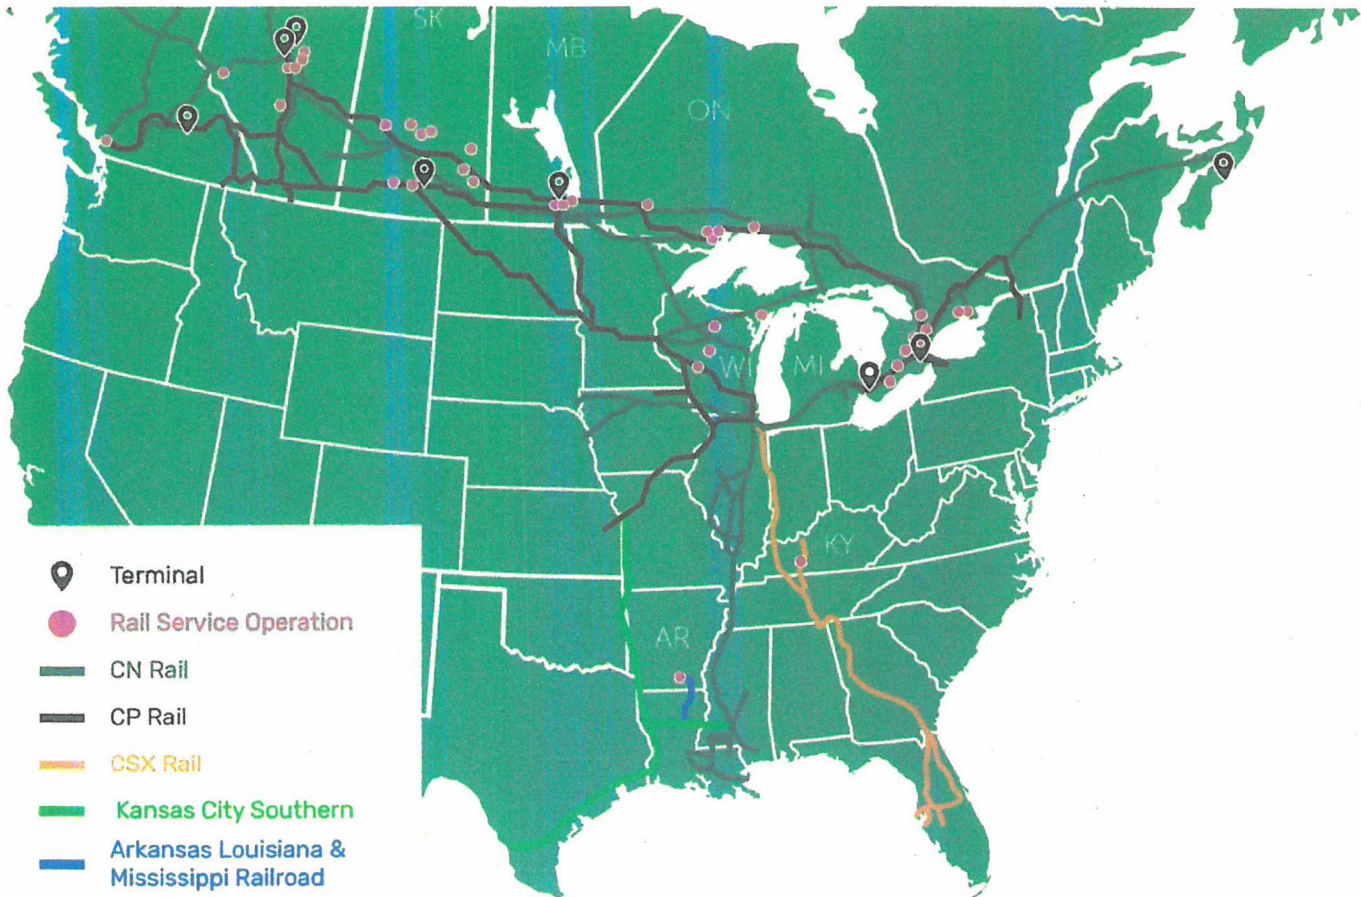 SK
MB
ON
WI
MI
KY
AR
Terminal
Rail Service Operation
CN Rail
CP Rail
CSX Rail
Kansas City Southern
Arkansas Louisiana &
Mississippi Railroad